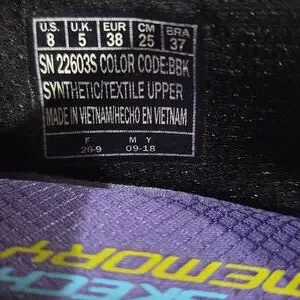 U.S. U.K. EUR CM BRA
8 5 38 25 37
SN 22603S COLOR CODE:BBK
SYNTHETIC/TEXTILE UPPER
MADE IN VIETNAM/HECHO EN VIETNAM
F M Y
26-9 09-18
SKECH
MEMORY